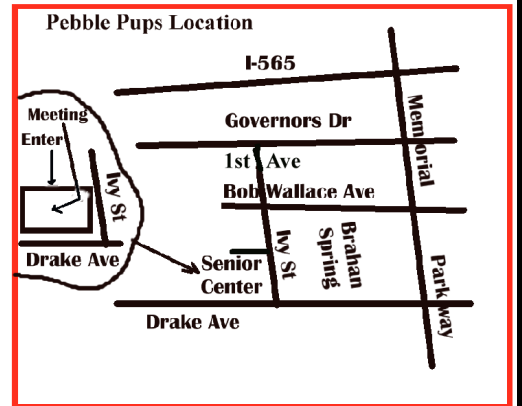 Pebble Pups Location
I-565
Meeting
Enter
Ivy St
Drake Ave
Governors Dr
1st Ave
Bob Wallace Ave
Memorial
Parkway
Ivy St
Brahan
Spring
Senior
Center
Drake Ave